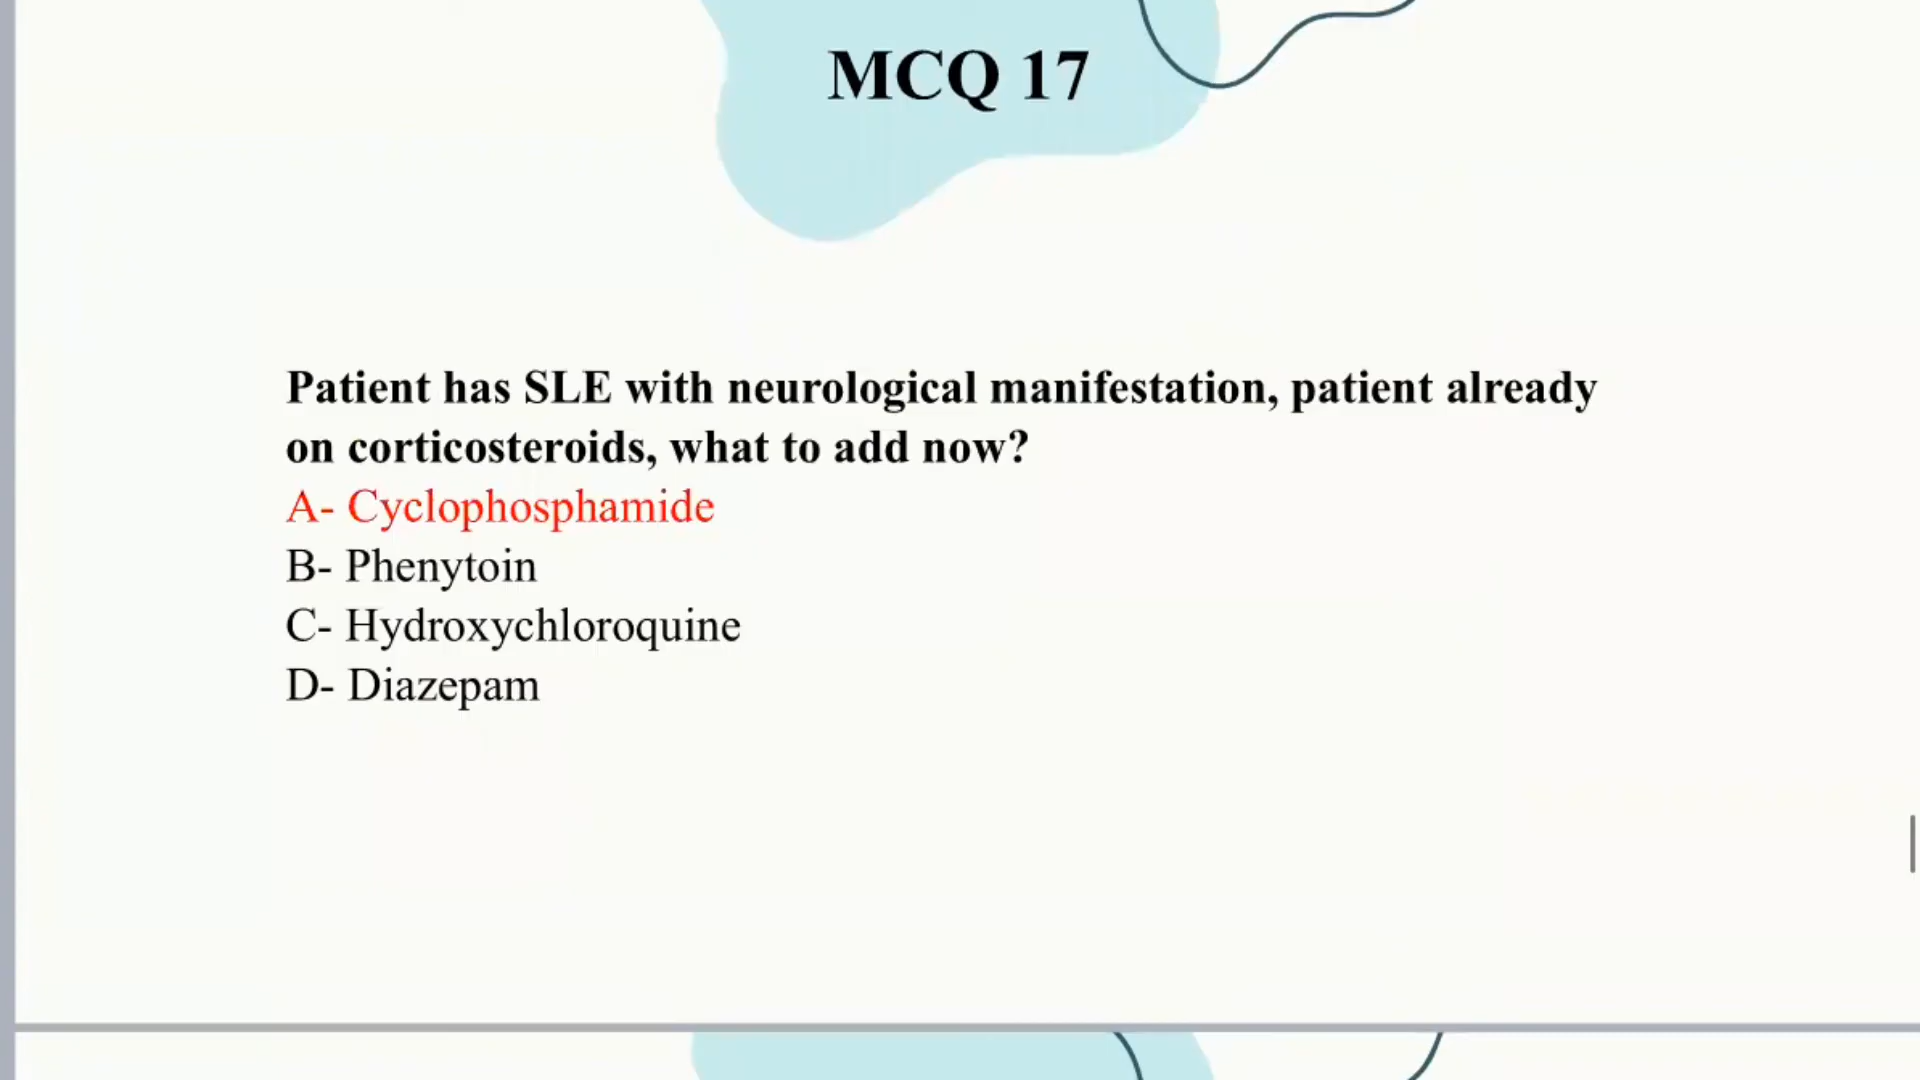 MCQ 17
Patient has SLE with neurological manifestation, patient already
on corticosteroids, what to add now?
A- Cyclophosphamide
B- Phenytoin
C- Hydroxychloroquine
D- Diazepam